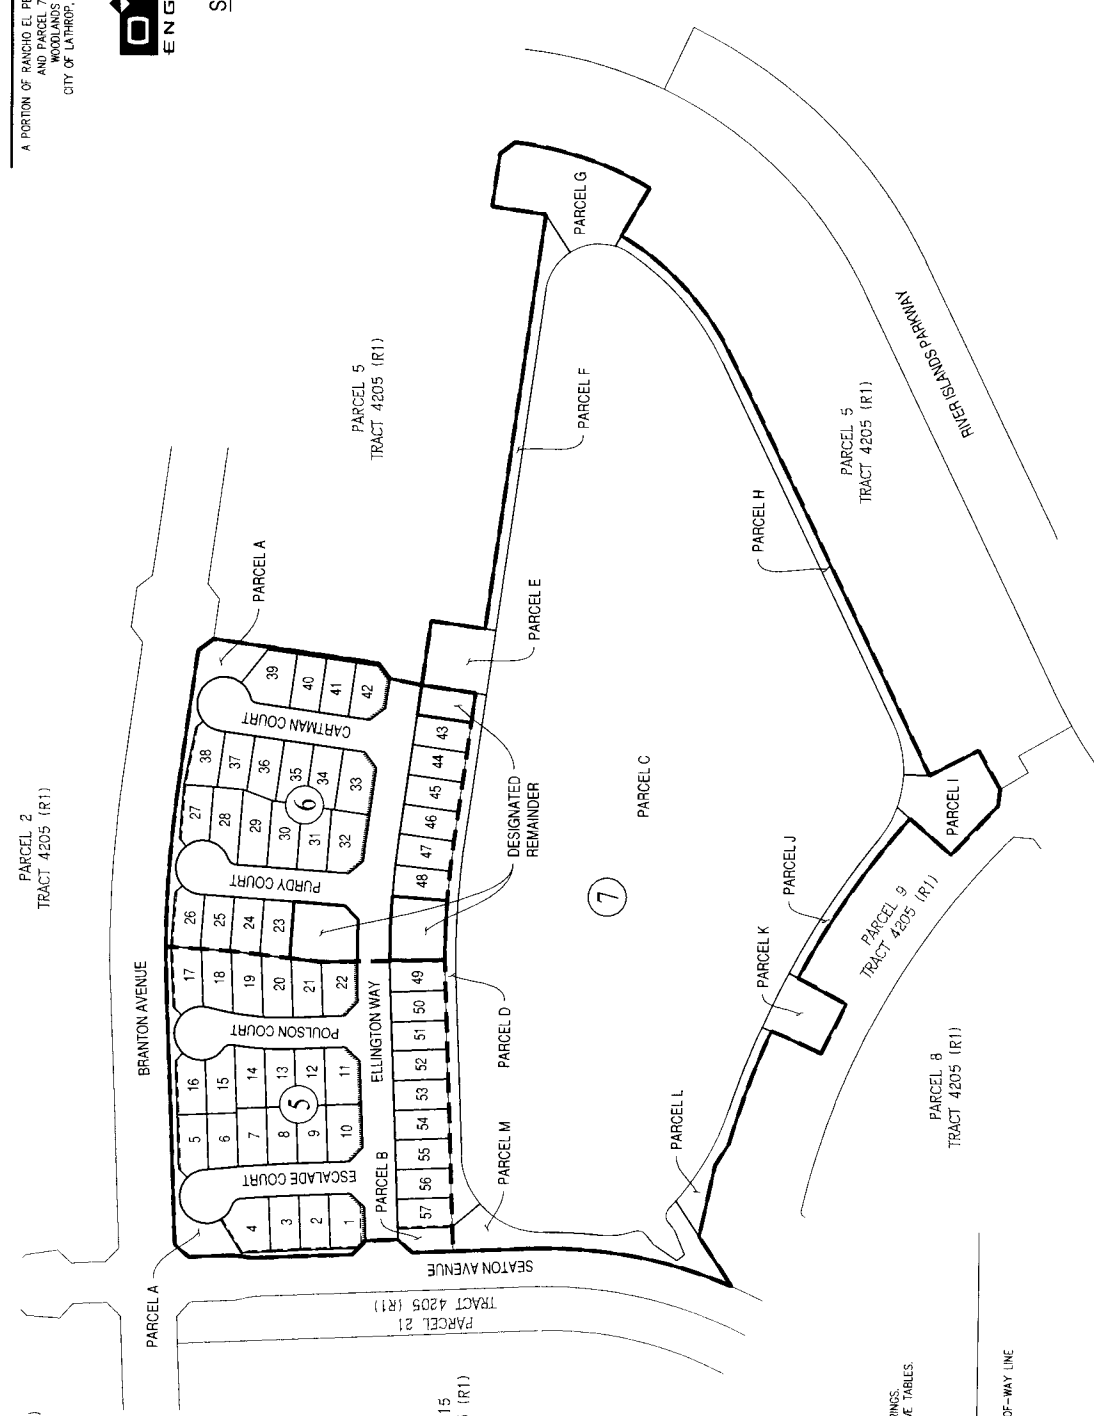 A PORTION OF RANCHO EL
AND PARCEL 7
WOODLANDS
CITY OF LATHROP,
ENG
S
PARCEL 2
TRACT 4205 (R1)
PARCEL 5
TRACT 4205 (R1)
BRANTON AVENUE
PARCEL A
PARCEL A
39
40
41
42
CARTMAN COURT
38
37
36
35
34
33
27
28
29
30
31
32
6
PURDY COURT
26
25
24
23
17
18
19
20
21
22
POULSON COURT
16
15
14
13
12
11
5
6
7
8
9
10
5
ESCALADE COURT
4
3
2
1
ELLINGTON WAY
43
44
45
46
47
48
49
50
51
52
53
54
55
56
57
PARCEL B
DESIGNATED
REMAINDER
PARCEL C
7
PARCEL D
PARCEL E
PARCEL F
PARCEL G
PARCEL H
PARCEL I
PARCEL J
PARCEL K
PARCEL L
PARCEL M
SEATON AVENUE
PARCEL 21
TRACT 4205 (R1)
PARCEL 5
TRACT 4205 (R1)
RIVER ISLANDS PARKWAY
PARCEL 9
TRACT 4205 (R1)
PARCEL 8
TRACT 4205 (R1)
15
(R1)
RINGS.
VE TABLES.
OF-WAY LINE